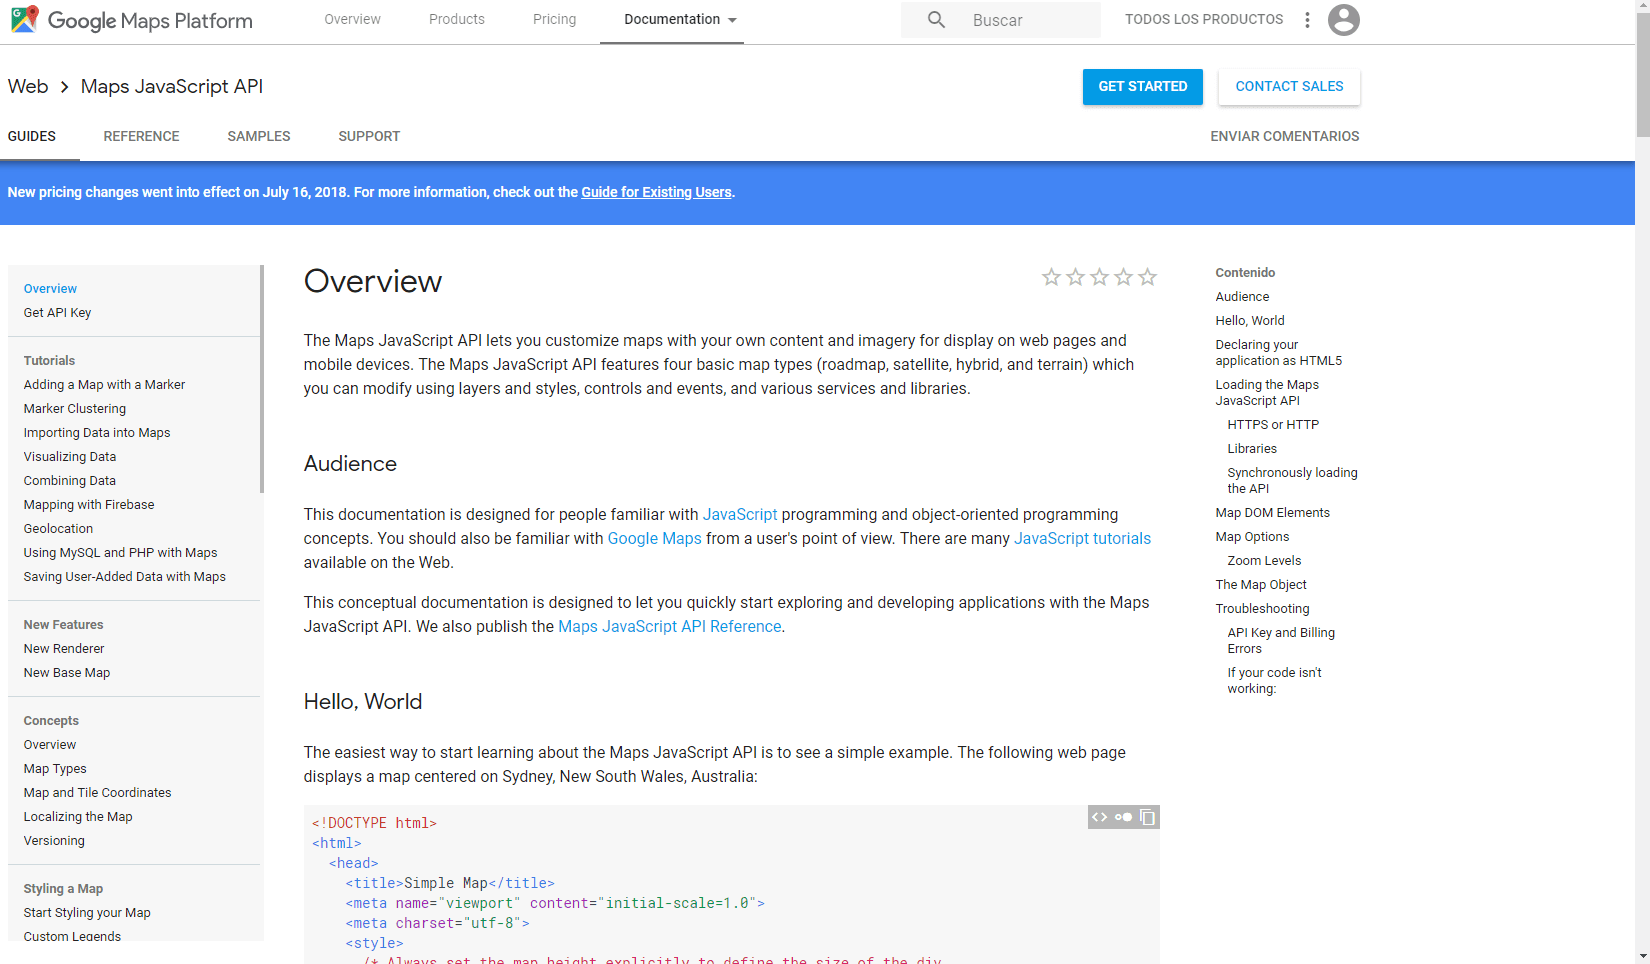 Google Maps Platform
Overview
Products
Pricing
Documentation
Buscar
TODOS LOS PRODUCTOS
Web > Maps JavaScript API
GET STARTED
CONTACT SALES
GUIDES
REFERENCE
SAMPLES
SUPPORT
ENVIAR COMENTARIOS
New pricing changes went into effect on July 16, 2018. For more information, check out the Guide for Existing Users.
Overview
Get API Key
Tutorials
Adding a Map with a Marker
Marker Clustering
Importing Data into Maps
Visualizing Data
Combining Data
Mapping with Firebase
Geolocation
Using MySQL and PHP with Maps
Saving User-Added Data with Maps
New Features
New Renderer
New Base Map
Concepts
Overview
Map Types
Map and Tile Coordinates
Localizing the Map
Versioning
Styling a Map
Start Styling your Map
Custom Legends
Overview
The Maps JavaScript API lets you customize maps with your own content and imagery for display on web pages and
mobile devices. The Maps JavaScript API features four basic map types (roadmap, satellite, hybrid, and terrain) which
you can modify using layers and styles, controls and events, and various services and libraries.
Audience
This documentation is designed for people familiar with JavaScript programming and object-oriented programming
concepts. You should also be familiar with Google Maps from a user's point of view. There are many JavaScript tutorials
available on the Web.
This conceptual documentation is designed to let you quickly start exploring and developing applications with the Maps
JavaScript API. We also publish the Maps JavaScript API Reference.
Hello, World
The easiest way to start learning about the Maps JavaScript API is to see a simple example. The following web page
displays a map centered on Sydney, New South Wales, Australia:
<!DOCTYPE html>
<html>
<head>
<title>Simple Map</title>
<meta name="viewport" content="initial-scale=1.0">
<meta charset="utf-8">
<style>
/* Always set the map height explicitly to define the size of the div
Contenido
Audience
Hello, World
Declaring your
application as HTML5
Loading the Maps
JavaScript API
HTTPS or HTTP
Libraries
Synchronously loading
the API
Map DOM Elements
Map Options
Zoom Levels
The Map Object
Troubleshooting
API Key and Billing
Errors
If your code isn't
working: